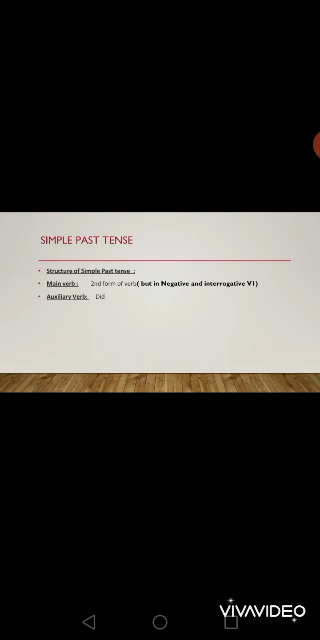 SIMPLE PAST TENSE
• Structure of Simple Past tense :
• Main verb : 2nd form of verb( but in Negative and interrogative V1)
• Auxiliary Verb: Did
VIVAVIDEO